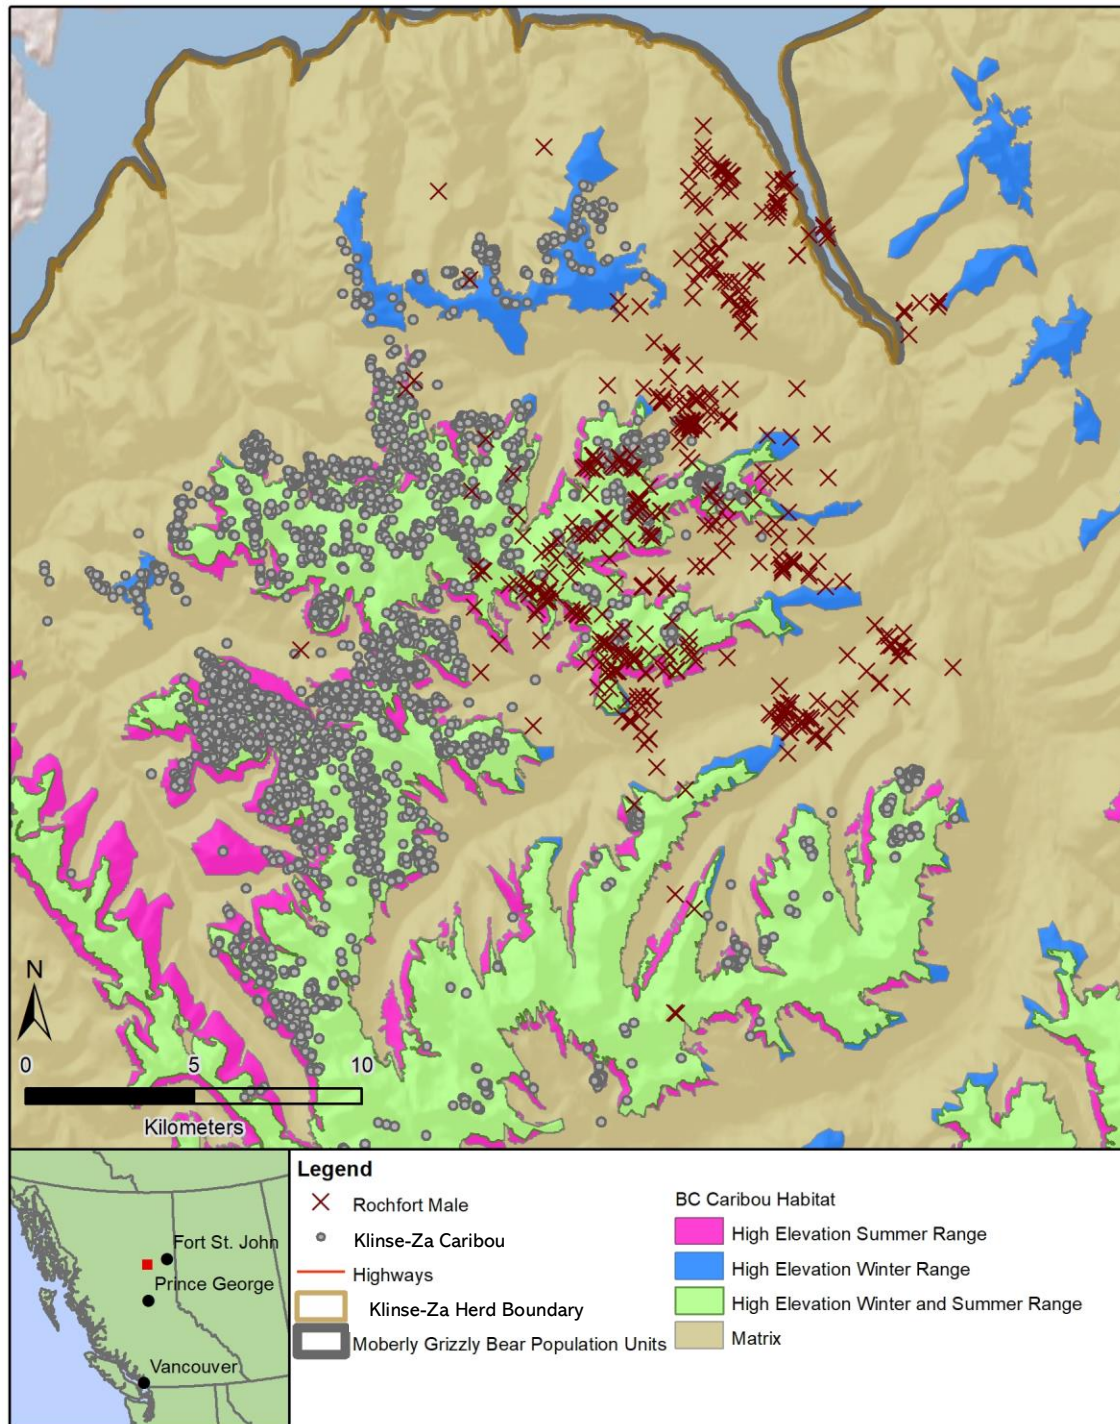 N
0 5 10
Kilometers
Fort St. John
Prince George
Vancouver
Legend
Rochfort Male
Klinse-Za Caribou
Highways
Klinse-Za Herd Boundary
Moberly Grizzly Bear Population Units
BC Caribou Habitat
High Elevation Summer Range
High Elevation Winter Range
High Elevation Winter and Summer Range
Matrix